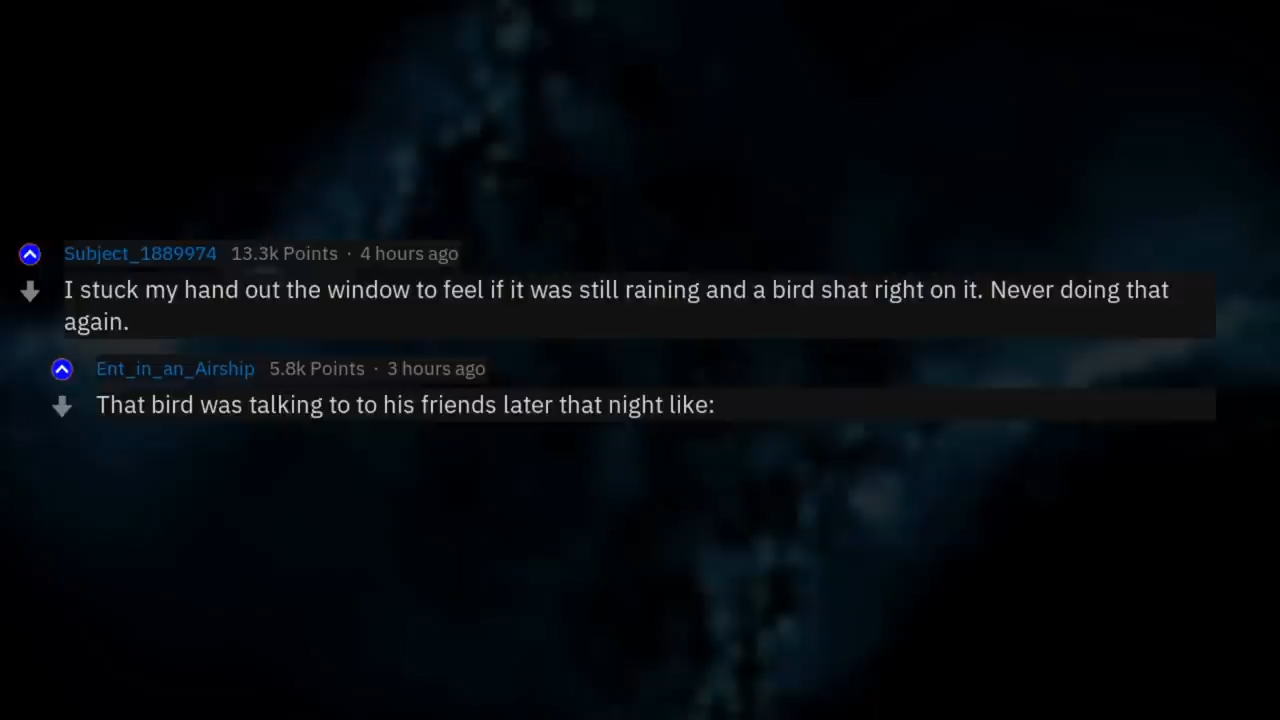 Subject_1889974 13.3k Points · 4 hours ago
I stuck my hand out the window to feel if it was still raining and a bird shat right on it. Never doing that
again.
Ent_in_an_Airship 5.8k Points · 3 hours ago
That bird was talking to to his friends later that night like: